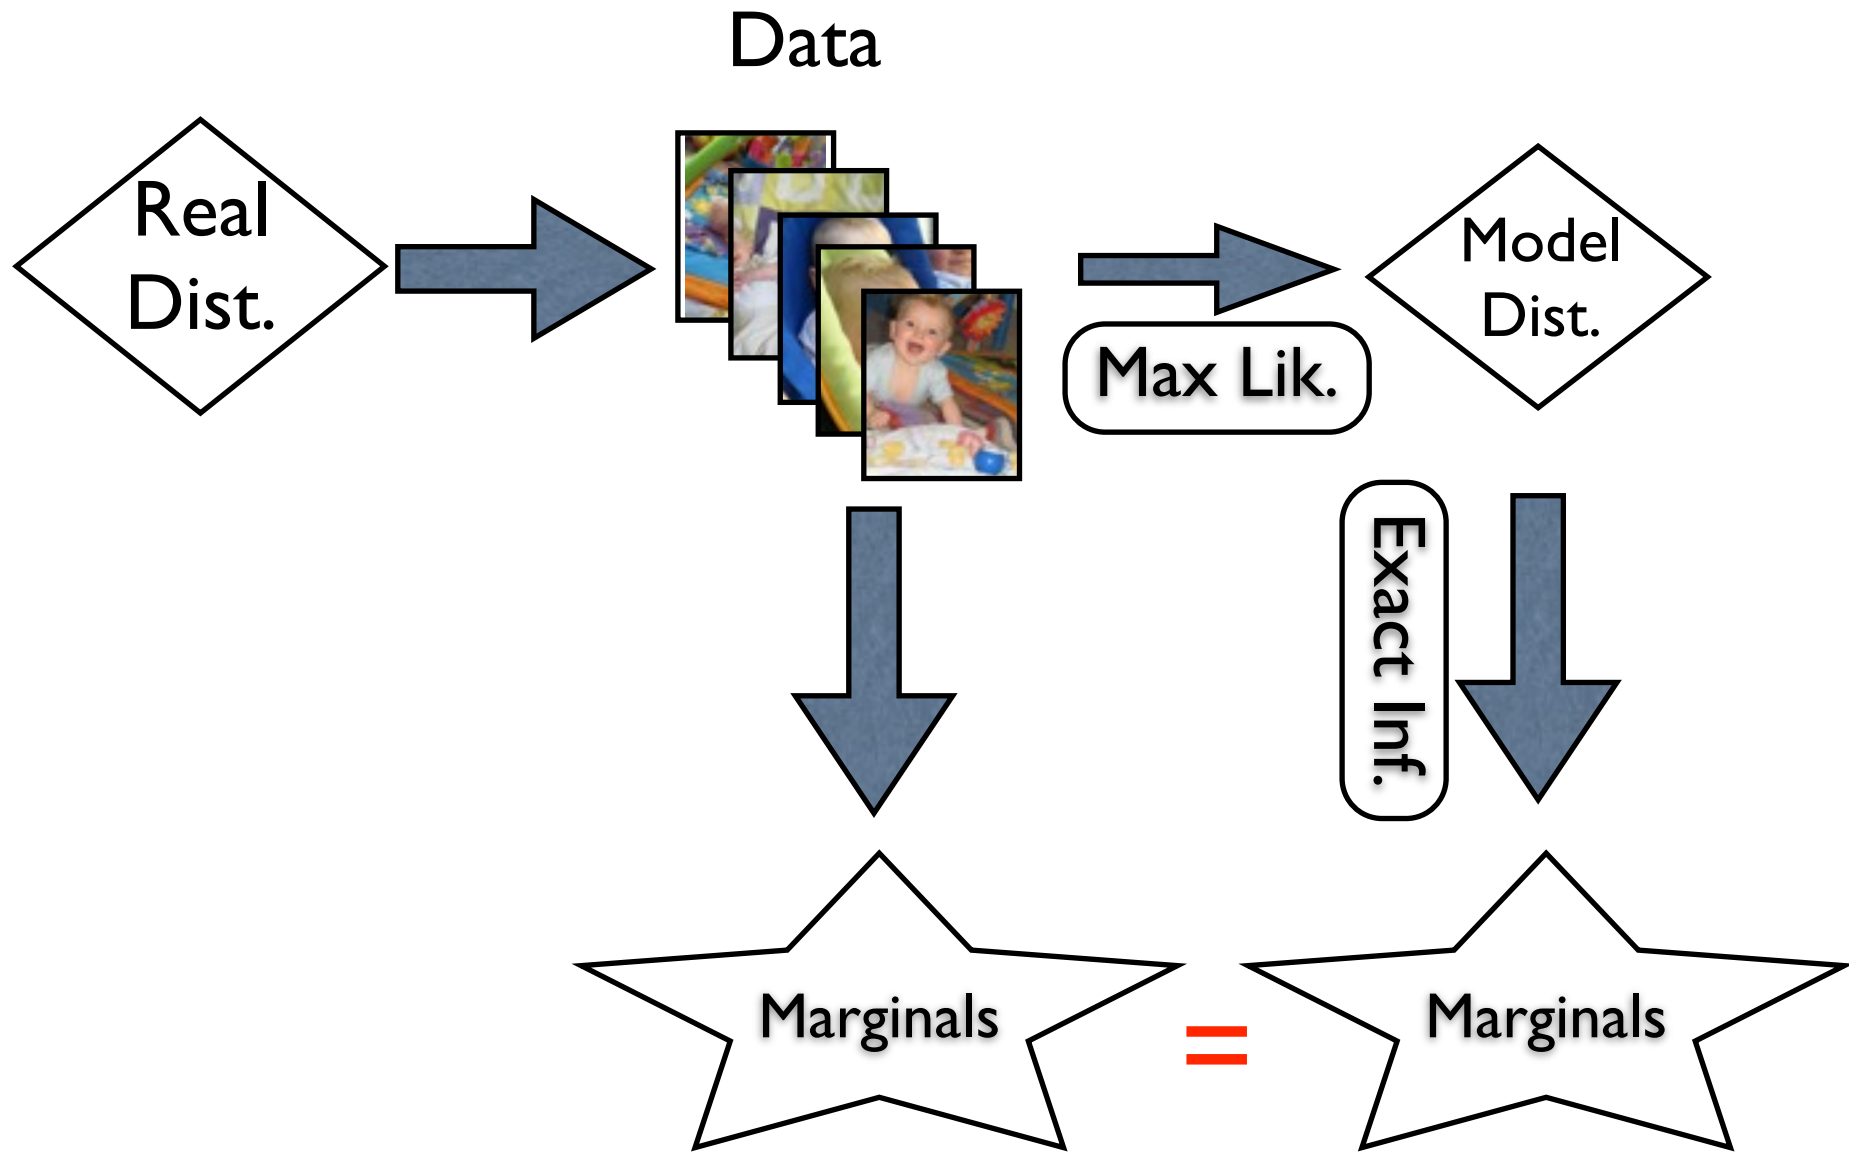 Data
Real
Dist.
Model
Dist.
Max Lik.
Exact Inf.
Marginals
=
Marginals